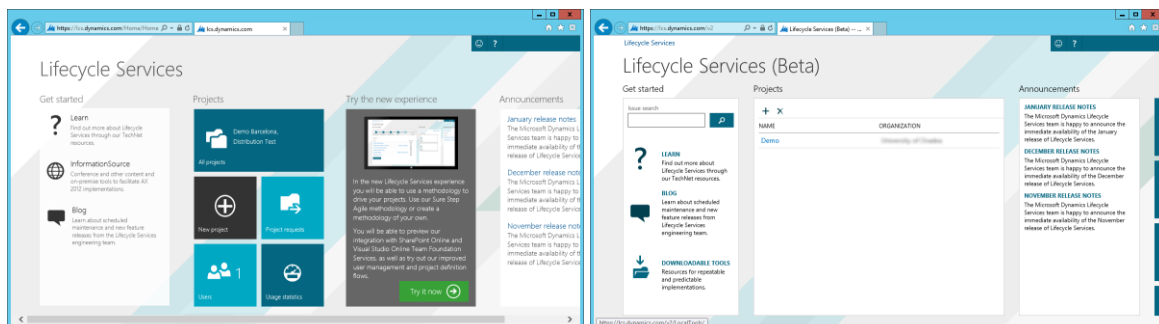 https://lcs.dynamics.com/Home/Home
lcs.dynamics.com
?
Lifecycle Services
Get started
Learn
Find out more about Lifecycle
Services through our TechNet
resources.
InformationSource
Conference and other content and
on-premise tools to facilitate AX
2012 implementations.
Blog
Learn about scheduled
maintenance and new feature
releases from the Lifecycle Services
engineering team.
Projects
Demo Barcelona,
Distribution Test
All projects
New project
Project requests
1
Users
Usage statistics
Try the new experience
In the new Lifecycle Services experience
you will be able to use a methodology to
drive your projects. Use our Sure Step
Agile methodology or create a
methodology of your own.
You will be able to preview our
integration with SharePoint Online and
Visual Studio Online Team Foundation
Services, as well as try out our improved
user management and project definition
flows.
Try it now
Announcements
January release notes
The Microsoft Dynamics L
Services team is happy to
immediate availability of th
release of Lifecycle Service
December release note
The Microsoft Dynamics L
Services team is happy to
immediate availability of th
release of Lifecycle Service
November release note
The Microsoft Dynamics L
Services team is happy to
immediate availability of th
release of Lifecycle Service
https://lcs.dynamics.com/v2
Lifecycle Services (Beta) -- ...
Lifecycle Services
?
Lifecycle Services (Beta)
Get started
Issue search
LEARN
Find out more about
Lifecycle Services through
our TechNet resources.
BLOG
Learn about scheduled
maintenance and new
feature releases from
Lifecycle Services
engineering team.
DOWNLOADABLE TOOLS
Resources for repeatable
and predictable
implementations.
Projects
NAME ORGANIZATION
Demo
Announcements
JANUARY RELEASE NOTES
The Microsoft Dynamics Lifecycle
Services team is happy to announce the
immediate availability of the January
release of Lifecycle Services.
DECEMBER RELEASE NOTES
The Microsoft Dynamics Lifecycle
Services team is happy to announce the
immediate availability of the December
release of Lifecycle Services.
NOVEMBER RELEASE NOTES
The Microsoft Dynamics Lifecycle
Services team is happy to announce the
immediate availability of the November
release of Lifecycle Services.
https://lcs.dynamics.com/v2/LocalTools/